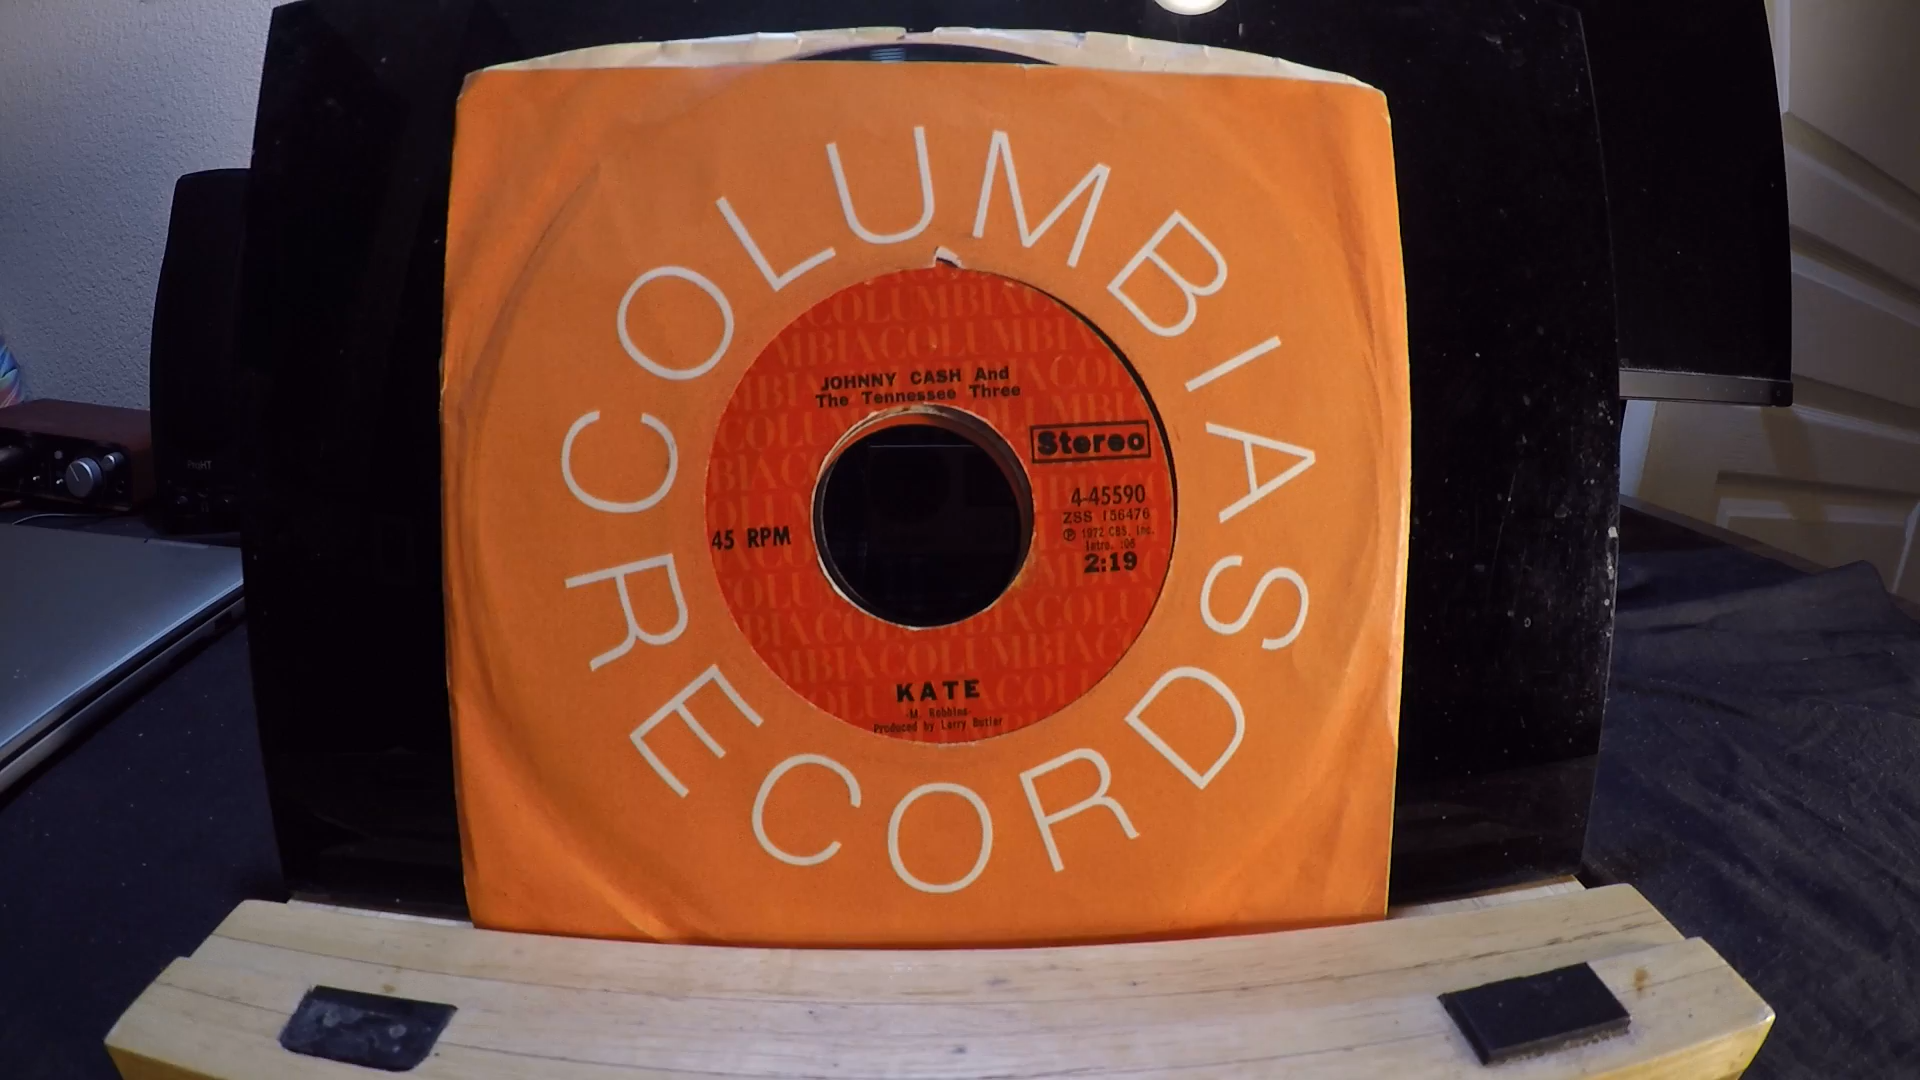 COLUMBIA
RECORDS
JOHNNY CASH And
The Tennessee Three
Stereo
4-45590
ZSS 156476
℗ 1972 CBS, Inc.
Intro. :06
2:19
45 RPM
KATE
-M. Robbins-
Produced by Larry Butler